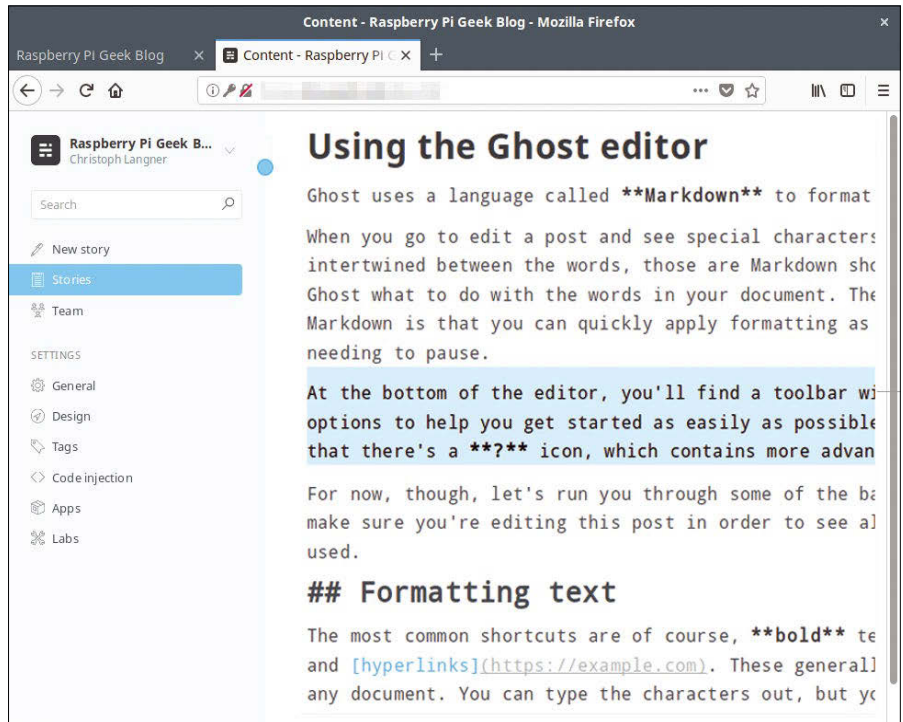 Content - Raspberry Pi Geek Blog - Mozilla Firefox
Raspberry Pi Geek Blog
Content - Raspberry Pi
Raspberry Pi Geek B...
Christoph Langner
Search
New story
Stories
Team
SETTINGS
General
Design
Tags
Code injection
Apps
Labs
Using the Ghost editor
Ghost uses a language called **Markdown** to format
When you go to edit a post and see special characters
intertwined between the words, those are Markdown sho
Ghost what to do with the words in your document. The
Markdown is that you can quickly apply formatting as
needing to pause.
At the bottom of the editor, you'll find a toolbar wi
options to help you get started as easily as possible
that there's a **?** icon, which contains more advan
For now, though, let's run you through some of the ba
make sure you're editing this post in order to see al
used.
## Formatting text
The most common shortcuts are of course, **bold** te
and [hyperlinks](https://example.com). These generall
any document. You can type the characters out, but yo